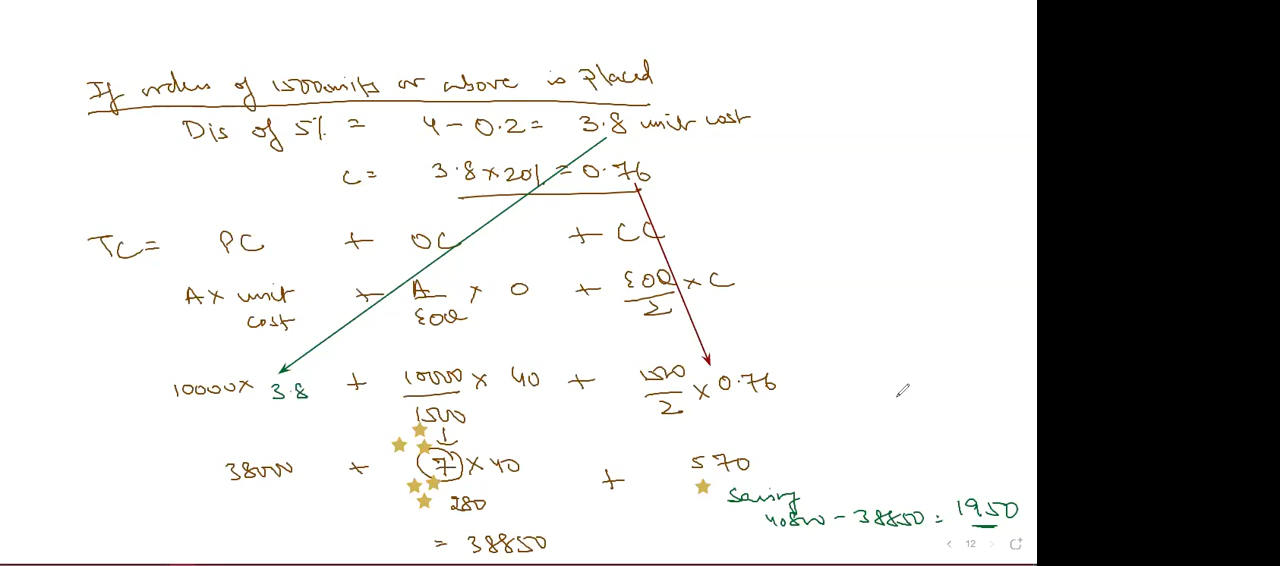 If orders of 1500units or above is placed
Dis of 5% = 4 - 0.2 = 3.8 unit cost
C = 3.8 × 20% = 0.76
TC = PC + OC + CC
A × unit cost + A/EOQ × O + EOQ/2 × C
10000 × 3.8 + 10000/1500 × 40 + 1500/2 × 0.76
38000 + 7 × 40 + 570
280
= 38850
Saving
40800 - 38850 = 1950
12